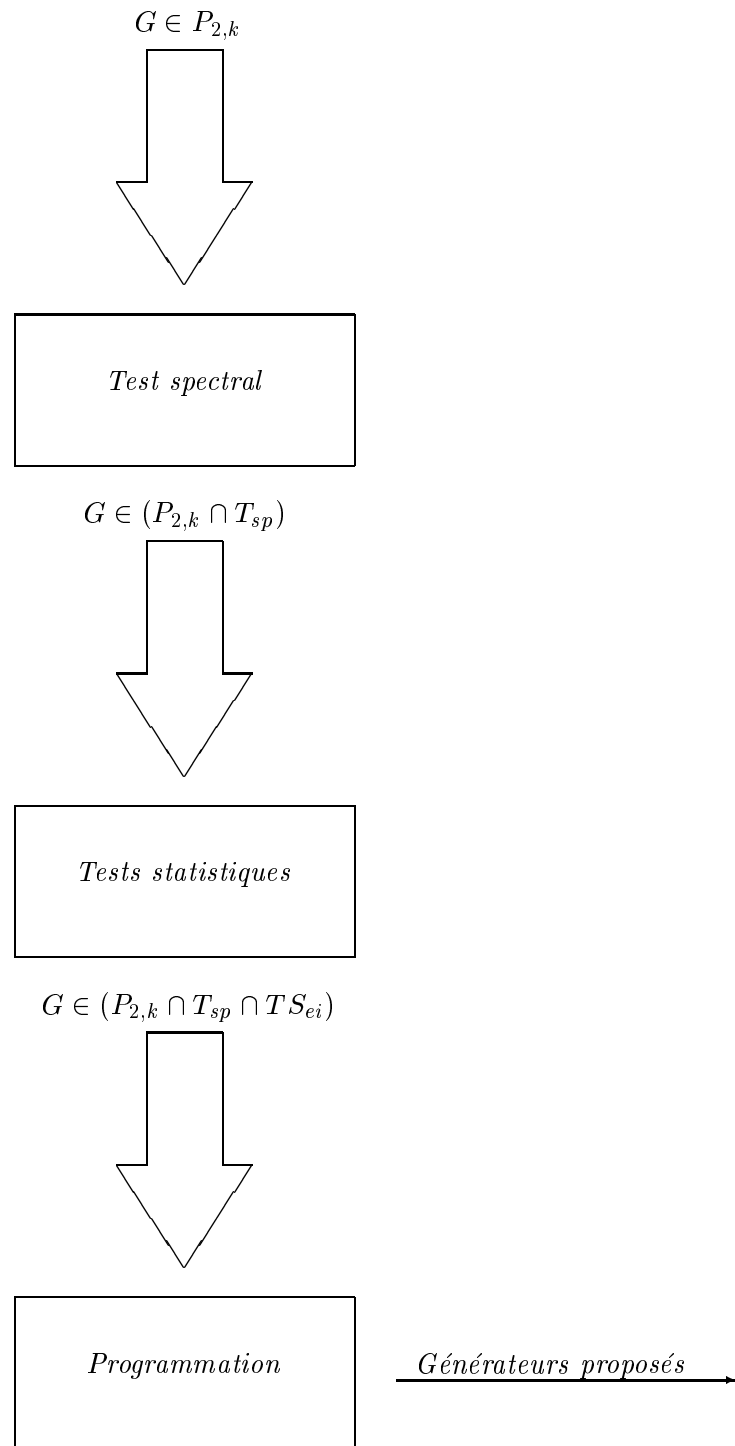 G ∈ P_{2,k}
Test spectral
G ∈ (P_{2,k} ∩ T_{sp})
Tests statistiques
G ∈ (P_{2,k} ∩ T_{sp} ∩ TS_{ei})
Programmation
Générateurs proposés